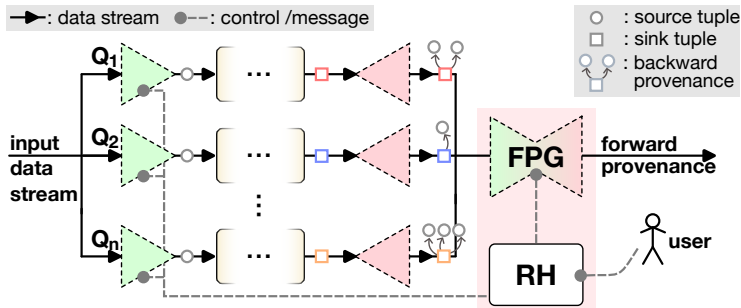 : data stream
: control /message
: source tuple
: sink tuple
: backward
provenance
Q1
...
Q2
...
input
data
stream
FPG
forward
provenance
...
Qn
...
RH
user